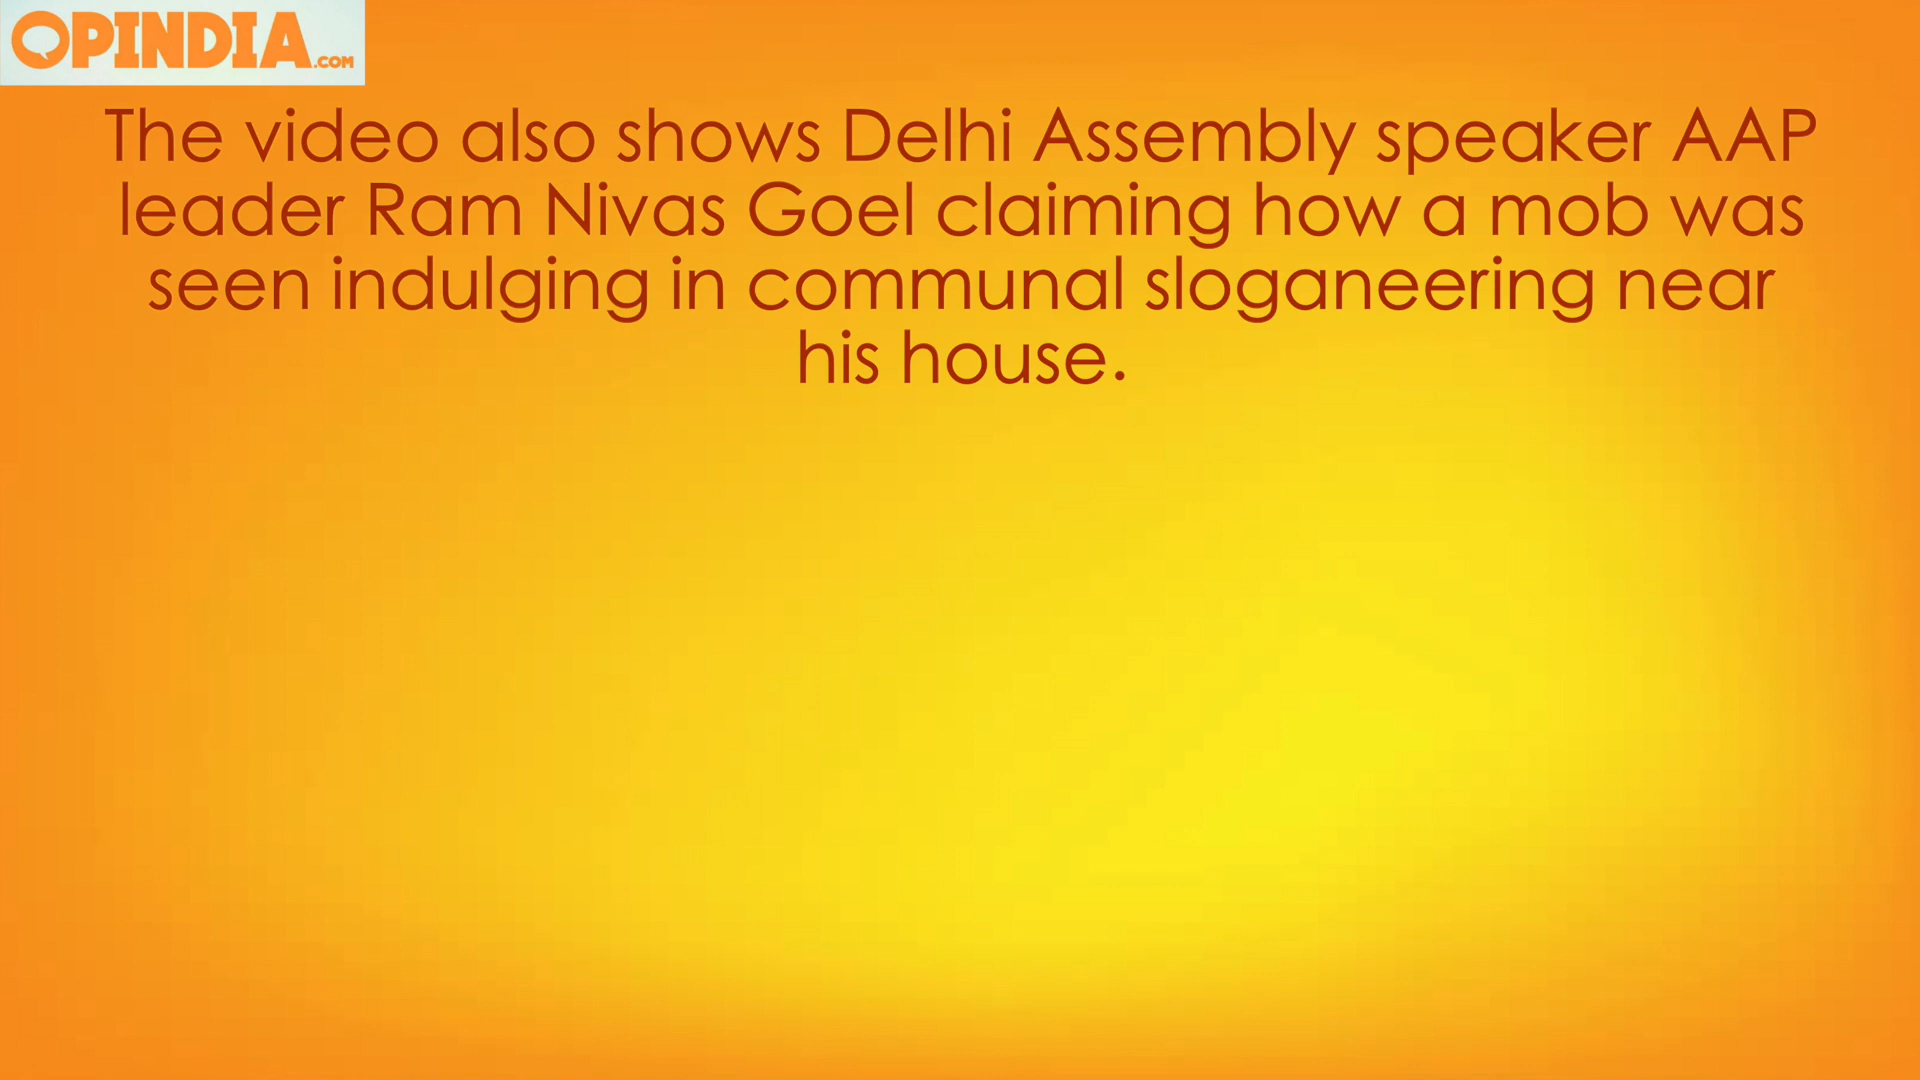 OPINDIA.COM
The video also shows Delhi Assembly speaker AAP
leader Ram Nivas Goel claiming how a mob was
seen indulging in communal sloganeering near
his house.